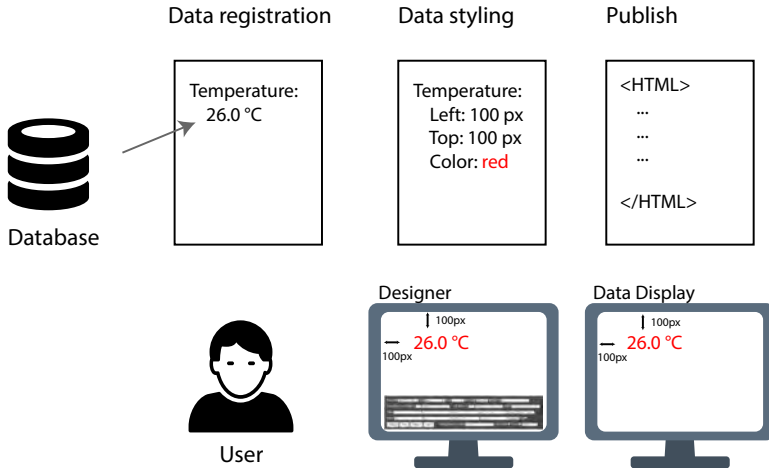 Data registration
Data styling
Publish
Temperature:
26.0 °C
Temperature:
Left: 100 px
Top: 100 px
Color: red
<HTML>
...
...
...
</HTML>
Database
Designer
Data Display
100px
26.0 °C
100px
100px
26.0 °C
100px
User